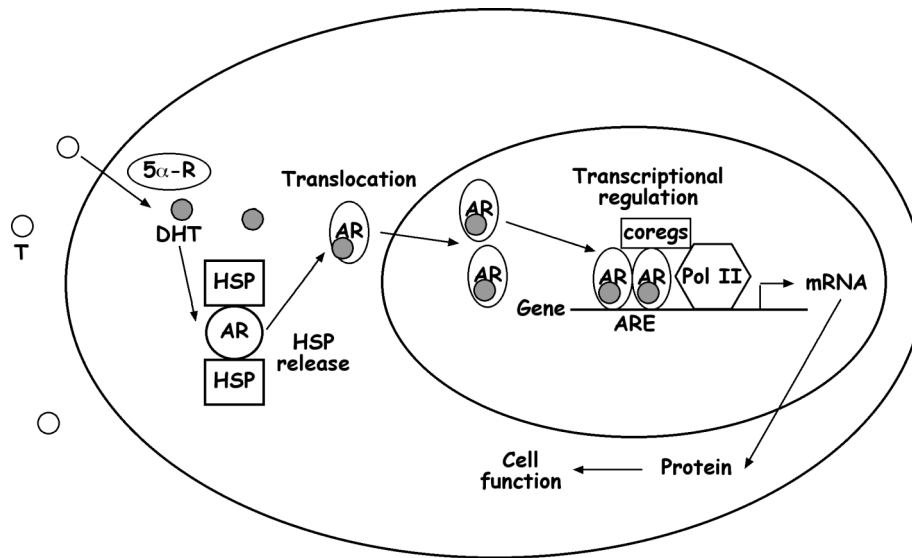 5α-R
T
DHT
HSP
AR
HSP
HSP
release
Translocation
AR
AR
AR
Transcriptional
regulation
coregs
AR
AR
Pol II
Gene
ARE
mRNA
Protein
Cell
function